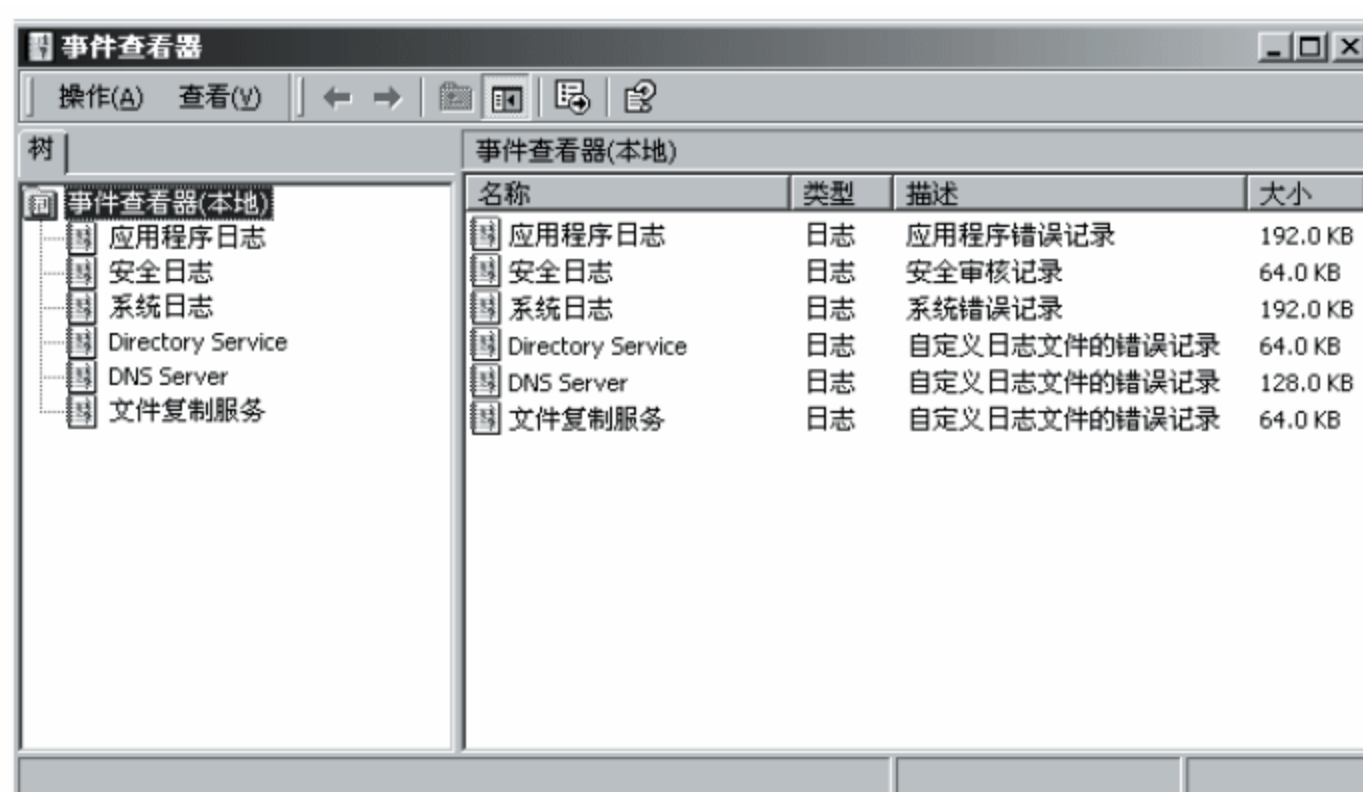 事件查看器
操作(A) 查看(V)
树
事件查看器(本地)
应用程序日志
安全日志
系统日志
Directory Service
DNS Server
文件复制服务
事件查看器(本地)
名称 类型 描述 大小
应用程序日志 日志 应用程序错误记录 192.0 KB
安全日志 日志 安全审核记录 64.0 KB
系统日志 日志 系统错误记录 192.0 KB
Directory Service 日志 自定义日志文件的错误记录 64.0 KB
DNS Server 日志 自定义日志文件的错误记录 128.0 KB
文件复制服务 日志 自定义日志文件的错误记录 64.0 KB